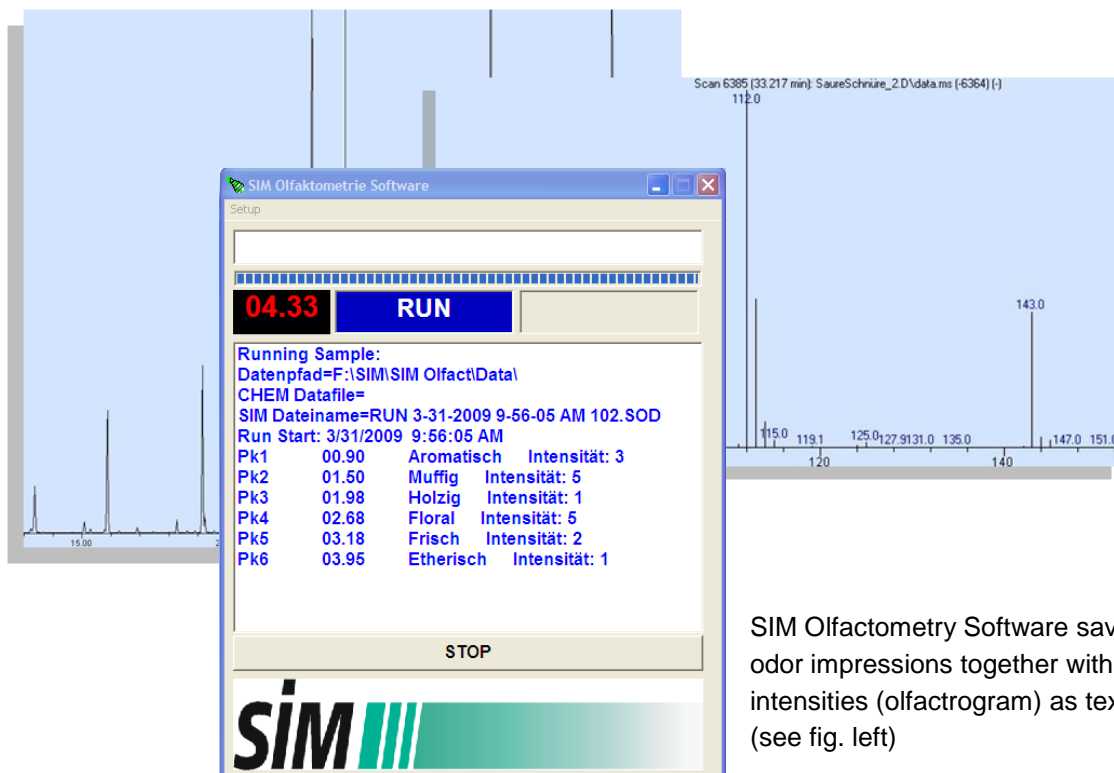 Scan 6385 (33.217 min): SaureSchnüre_2.D\data.ms (-6364) (-)
112.0
143.0
115.0 119.1 125.0 127.9 131.0 135.0 147.0 151.0
120 140
15.00
SIM Olfaktometrie Software
Setup
04.33 RUN
Running Sample:
Datenpfad=F:\SIM\SIM Olfact\Data\
CHEM Datafile=
SIM Dateiname=RUN 3-31-2009 9-56-05 AM 102.SOD
Run Start: 3/31/2009 9:56:05 AM
Pk1 00.90 Aromatisch Intensität: 3
Pk2 01.50 Muffig Intensität: 5
Pk3 01.98 Holzig Intensität: 1
Pk4 02.68 Floral Intensität: 5
Pk5 03.18 Frisch Intensität: 2
Pk6 03.95 Etherisch Intensität: 1
STOP
SIM
SIM Olfactometry Software
odor impressions together with
intensities (olfactrogram) as
(see fig. left)